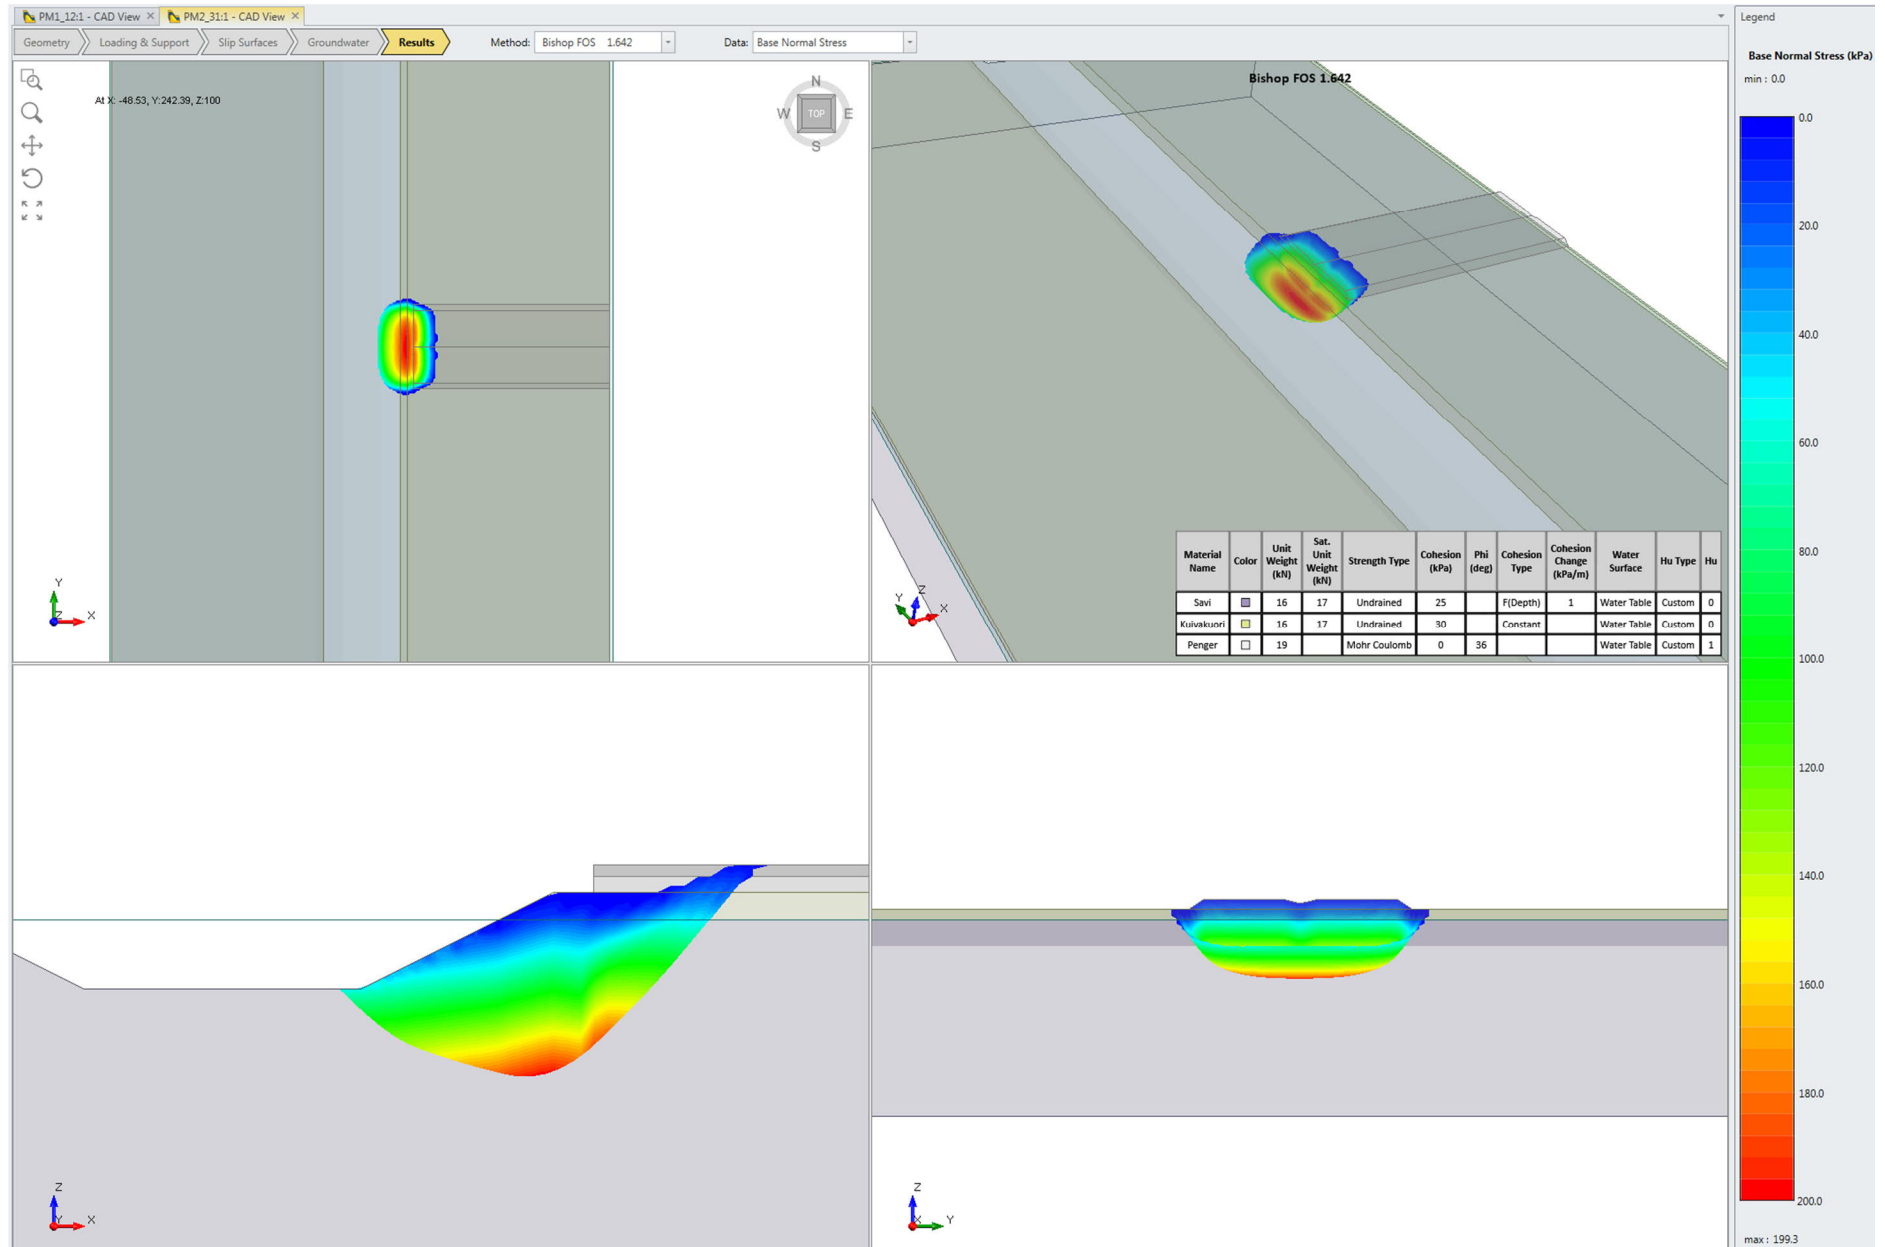 PM1_12:1 - CAD View
PM2_31:1 - CAD View
Geometry
Loading & Support
Slip Surfaces
Groundwater
Results
Method:
Bishop FOS 1.642
Data:
Base Normal Stress
At X: -48.53, Y:242.39, Z:100
N
W
TOP
E
S
Y
Z
X
Bishop FOS 1.642
Y
Z
X
Material Name Color Unit Weight (kN) Sat. Unit Weight (kN) Strength Type Cohesion (kPa) Phi (deg) Cohesion Type Cohesion Change (kPa/m) Water Surface Hu Type Hu
Savi 16 17 Undrained 25 F(Depth) 1 Water Table Custom 0
Kuivakuori 16 17 Undrained 30 Constant Water Table Custom 0
Penger 19 Mohr Coulomb 0 36 Water Table Custom 1
Z
Y
X
Z
X
Y
Legend
Base Normal Stress (kPa)
min : 0.0
0.0
20.0
40.0
60.0
80.0
100.0
120.0
140.0
160.0
180.0
200.0
max : 199.3